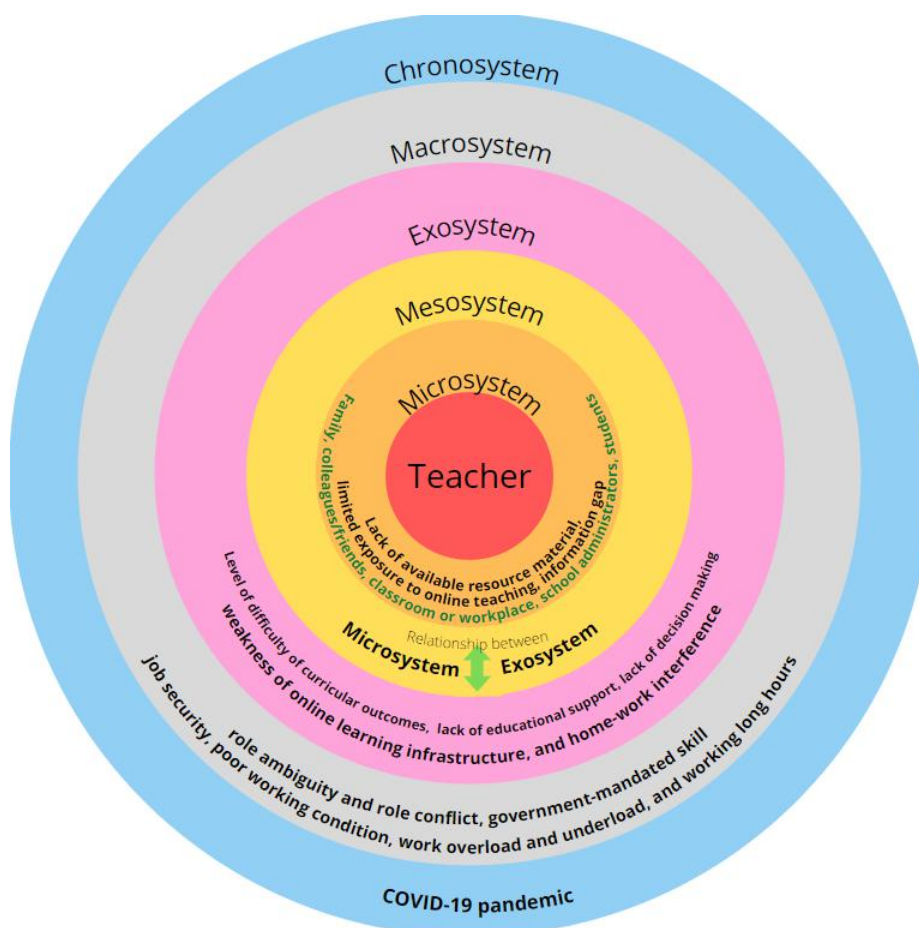 Chronosystem
Macrosystem
Exosystem
Mesosystem
Microsystem
Teacher
Lack of available resource material,
limited exposure to online teaching, information gap
Family, colleagues/friends, classroom or workplace, school administrators, students
Relationship between
Microsystem Exosystem
Level of difficulty of curricular outcomes, lack of educational support, lack of decision making
weakness of online learning infrastructure, and home-work interference
role ambiguity and role conflict, government-mandated skill
job security, poor working condition, work overload and underload, and working long hours
COVID-19 pandemic